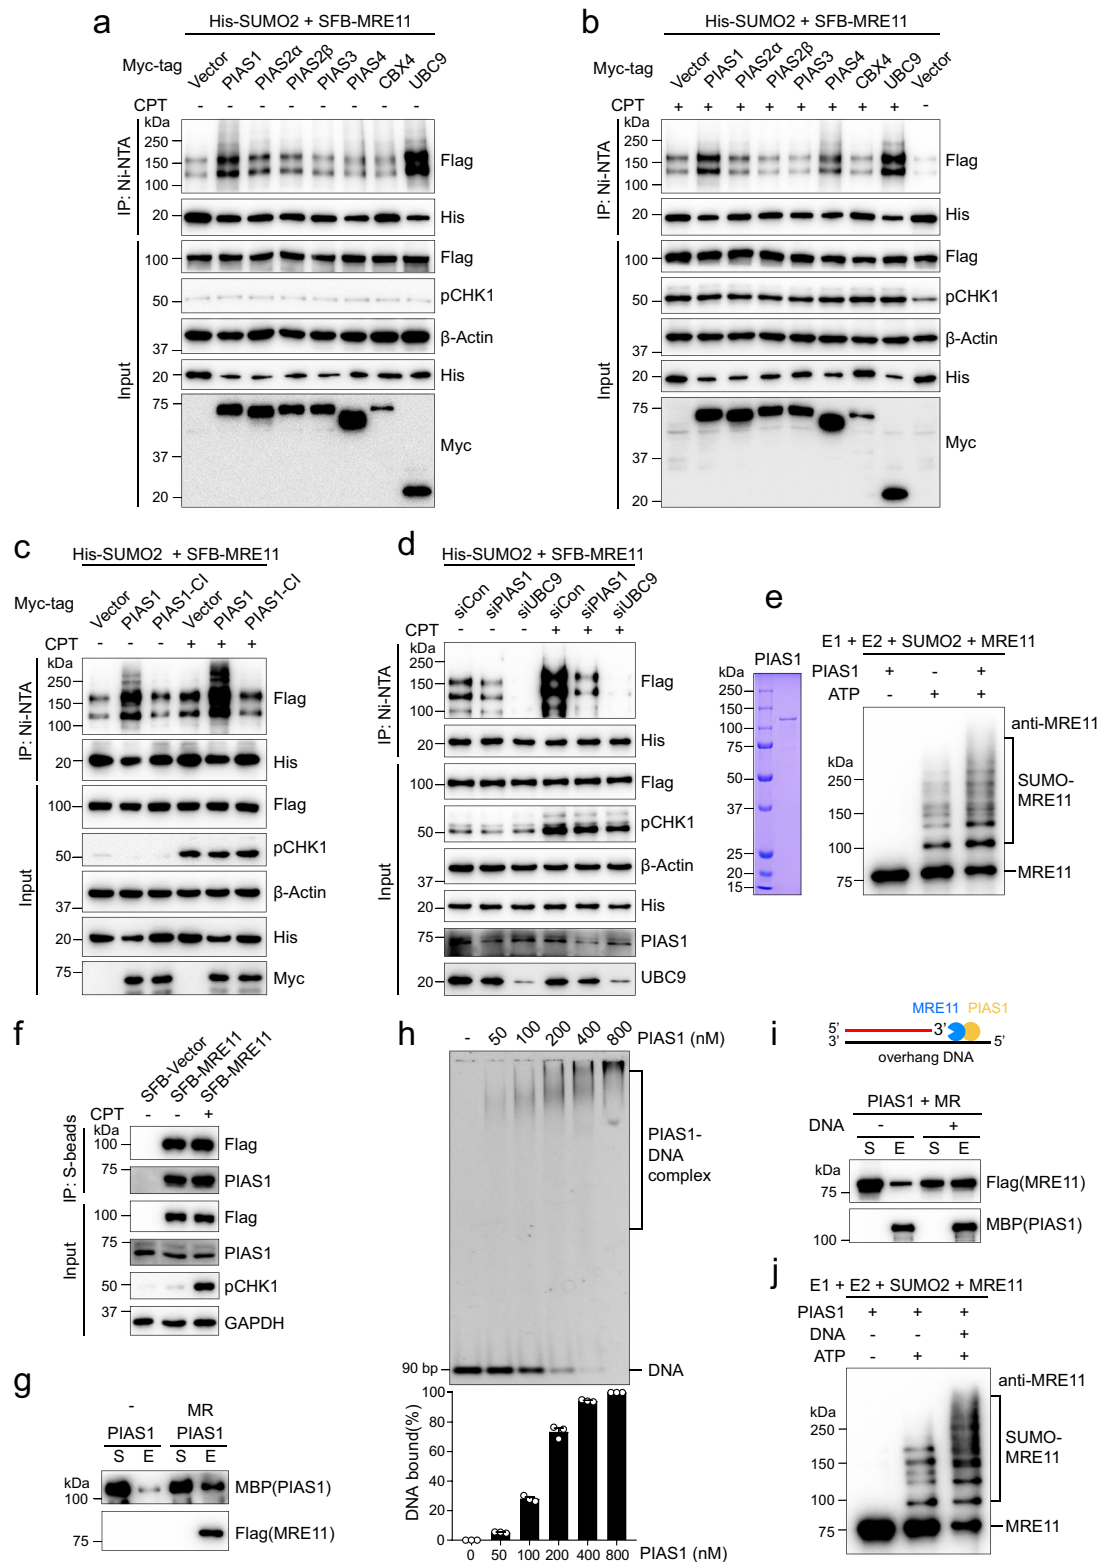 a
His-SUMO2 + SFB-MRE11
Myc-tag Vector PIAS1 PIAS2α PIAS2β PIAS3 PIAS4 CBX4 UBC9
CPT - - - - - - - -
kDa
IP: Ni-NTA
250
150
100
Flag
20
His
Input
100
Flag
50
pCHK1
37
β-Actin
20
His
75
37
20
Myc
b
His-SUMO2 + SFB-MRE11
Myc-tag Vector PIAS1 PIAS2α PIAS2β PIAS3 PIAS4 CBX4 UBC9 Vector
CPT + + + + + + + + -
kDa
IP: Ni-NTA
250
150
100
Flag
20
His
Input
100
Flag
50
pCHK1
37
β-Actin
20
His
75
37
20
Myc
c
His-SUMO2 + SFB-MRE11
Myc-tag Vector PIAS1 PIAS1-CI Vector PIAS1 PIAS1-CI
CPT - - - + + +
kDa
IP: Ni-NTA
250
150
100
Flag
20
His
Input
100
Flag
50
pCHK1
37
β-Actin
20
His
75
Myc
d
His-SUMO2 + SFB-MRE11
siCon siPIAS1 siUBC9 siCon siPIAS1 siUBC9
CPT - - - + + +
kDa
IP: Ni-NTA
250
150
100
Flag
20
His
Input
100
Flag
50
pCHK1
37
β-Actin
20
His
75
PIAS1
20
UBC9
e
kDa PIAS1
250
150
100
75
50
37
25
20
15
E1 + E2 + SUMO2 + MRE11
PIAS1 + - +
ATP - + +
anti-MRE11
kDa
250
150
100
75
SUMO-
MRE11
MRE11
f
SFB-Vector SFB-MRE11 SFB-MRE11
CPT - - +
kDa
IP: S-beads
100
Flag
75
PIAS1
Input
100
Flag
75
PIAS1
50
pCHK1
37
GAPDH
g
- MR
PIAS1 PIAS1
S E S E
kDa
100
MBP(PIAS1)
75
Flag(MRE11)
h
- 50 100 200 400 800 PIAS1 (nM)
PIAS1-
DNA
complex
90 bp
DNA
DNA bound(%)
100
80
60
40
20
0
0 50 100 200 400 800 PIAS1 (nM)
i
MRE11 PIAS1
5’ 3’
3’ 5’
overhang DNA
PIAS1 + MR
DNA - +
S E S E
kDa
75
Flag(MRE11)
100
MBP(PIAS1)
j
E1 + E2 + SUMO2 + MRE11
PIAS1 + + +
DNA - - +
ATP - + +
anti-MRE11
kDa
250
150
100
75
SUMO-
MRE11
MRE11